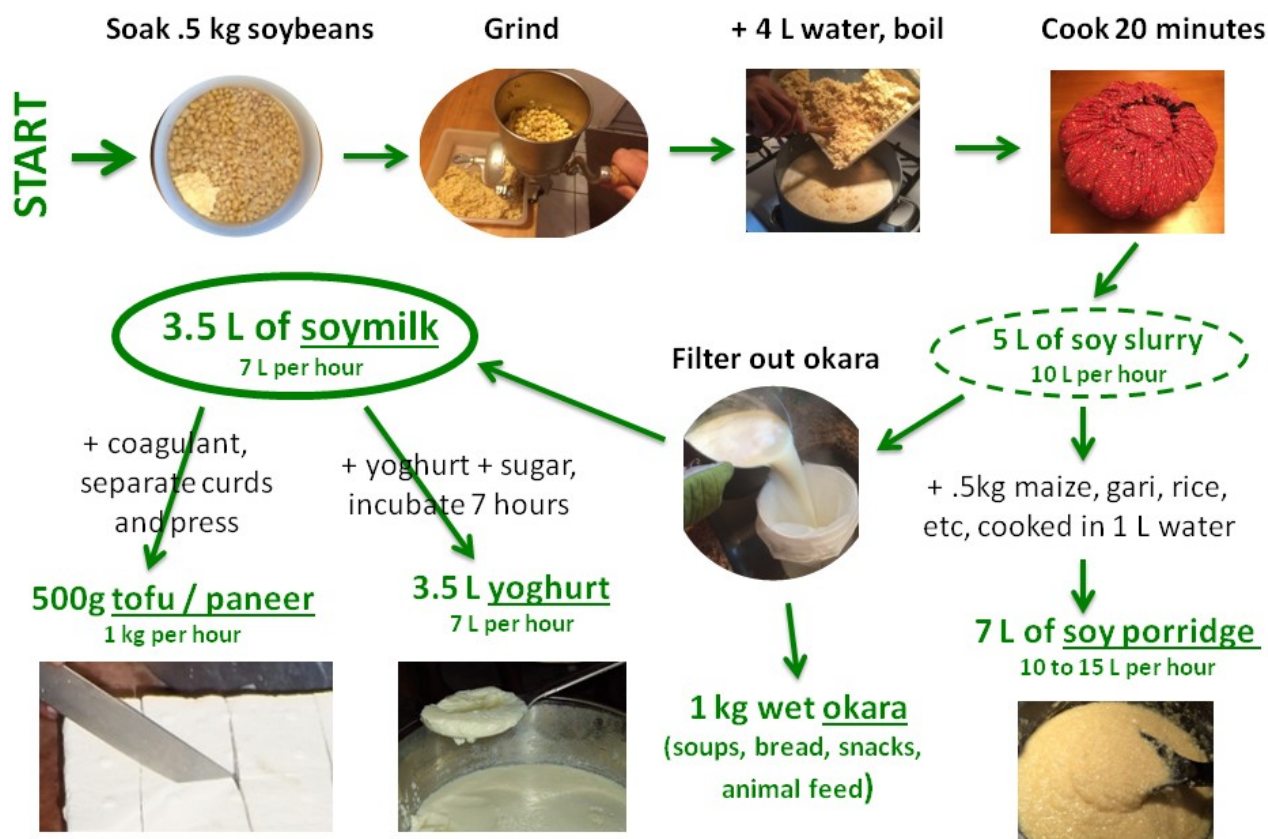 Soak .5 kg soybeans
Grind
+ 4 L water, boil
Cook 20 minutes
START
3.5 L of soymilk
7 L per hour
Filter out okara
5 L of soy slurry
10 L per hour
+ coagulant,
separate curds
and press
+ yoghurt + sugar,
incubate 7 hours
+ .5kg maize, gari, rice,
etc, cooked in 1 L water
500g tofu / paneer
1 kg per hour
3.5 L yoghurt
7 L per hour
1 kg wet okara
(soups, bread, snacks,
animal feed)
7 L of soy porridge
10 to 15 L per hour